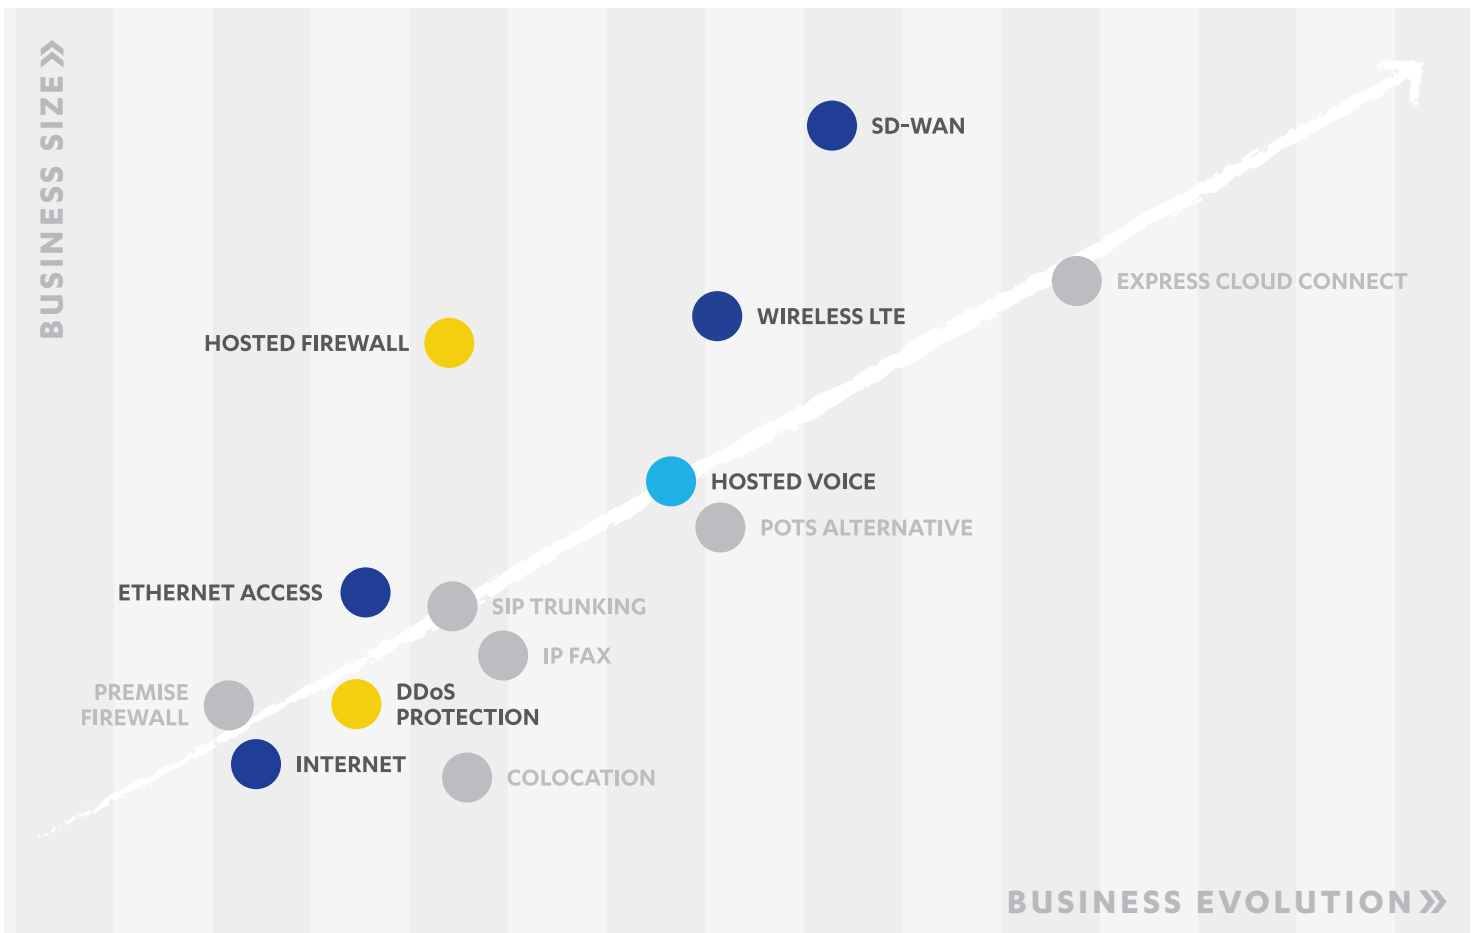 BUSINESS SIZE »
SD-WAN
EXPRESS CLOUD CONNECT
WIRELESS LTE
HOSTED FIREWALL
HOSTED VOICE
POTS ALTERNATIVE
ETHERNET ACCESS
SIP TRUNKING
IP FAX
PREMISE
FIREWALL
DDoS
PROTECTION
INTERNET
COLOCATION
BUSINESS EVOLUTION »